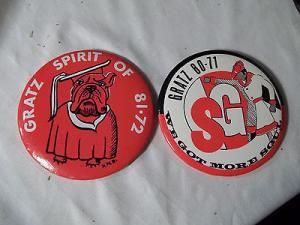 GRATZ SPIRIT OF 81·72
R.M.B.
GRATZ 80-71
SG
WE GOT MORE SOUL